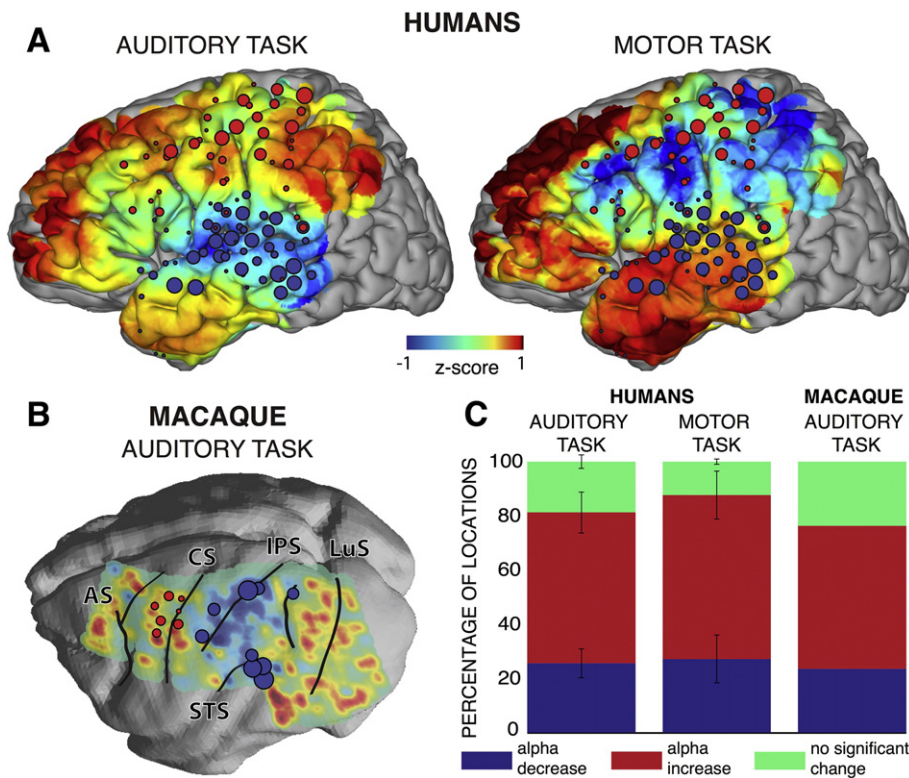 HUMANS
A
AUDITORY TASK
MOTOR TASK
-1
1
z-score
B
MACAQUE
AUDITORY TASK
AS
CS
IPS
LuS
STS
C
HUMANS
MACAQUE
AUDITORY
TASK
MOTOR
TASK
AUDITORY
TASK
PERCENTAGE OF LOCATIONS
100
80
60
40
20
0
alpha
decrease
alpha
increase
no significant
change